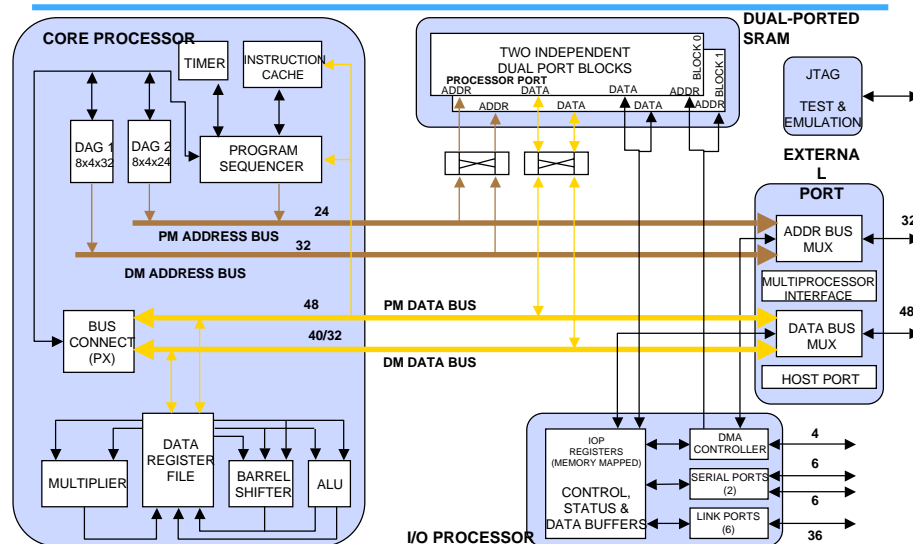 CORE PROCESSOR
TIMER
INSTRUCTION
CACHE
DAG 1
8x4x32
DAG 2
8x4x24
PROGRAM
SEQUENCER
DUAL-PORTED
SRAM
TWO INDEPENDENT
DUAL PORT BLOCKS
PROCESSOR PORT
ADDR
DATA
DATA
ADDR
BLOCK 0
ADDR
DATA
DATA
ADDR
BLOCK 1
JTAG
TEST &
EMULATION
24
PM ADDRESS BUS
32
DM ADDRESS BUS
EXTERNA
L
PORT
ADDR BUS
MUX
32
MULTIPROCESSOR
INTERFACE
BUS
CONNECT
(PX)
48
PM DATA BUS
40/32
DM DATA BUS
DATA BUS
MUX
48
HOST PORT
MULTIPLIER
DATA
REGISTER
FILE
BARREL
SHIFTER
ALU
IOP
REGISTERS
(MEMORY MAPPED)
CONTROL,
STATUS &
DATA BUFFERS
DMA
CONTROLLER
4
SERIAL PORTS
(2)
6
6
LINK PORTS
(6)
36
I/O PROCESSOR